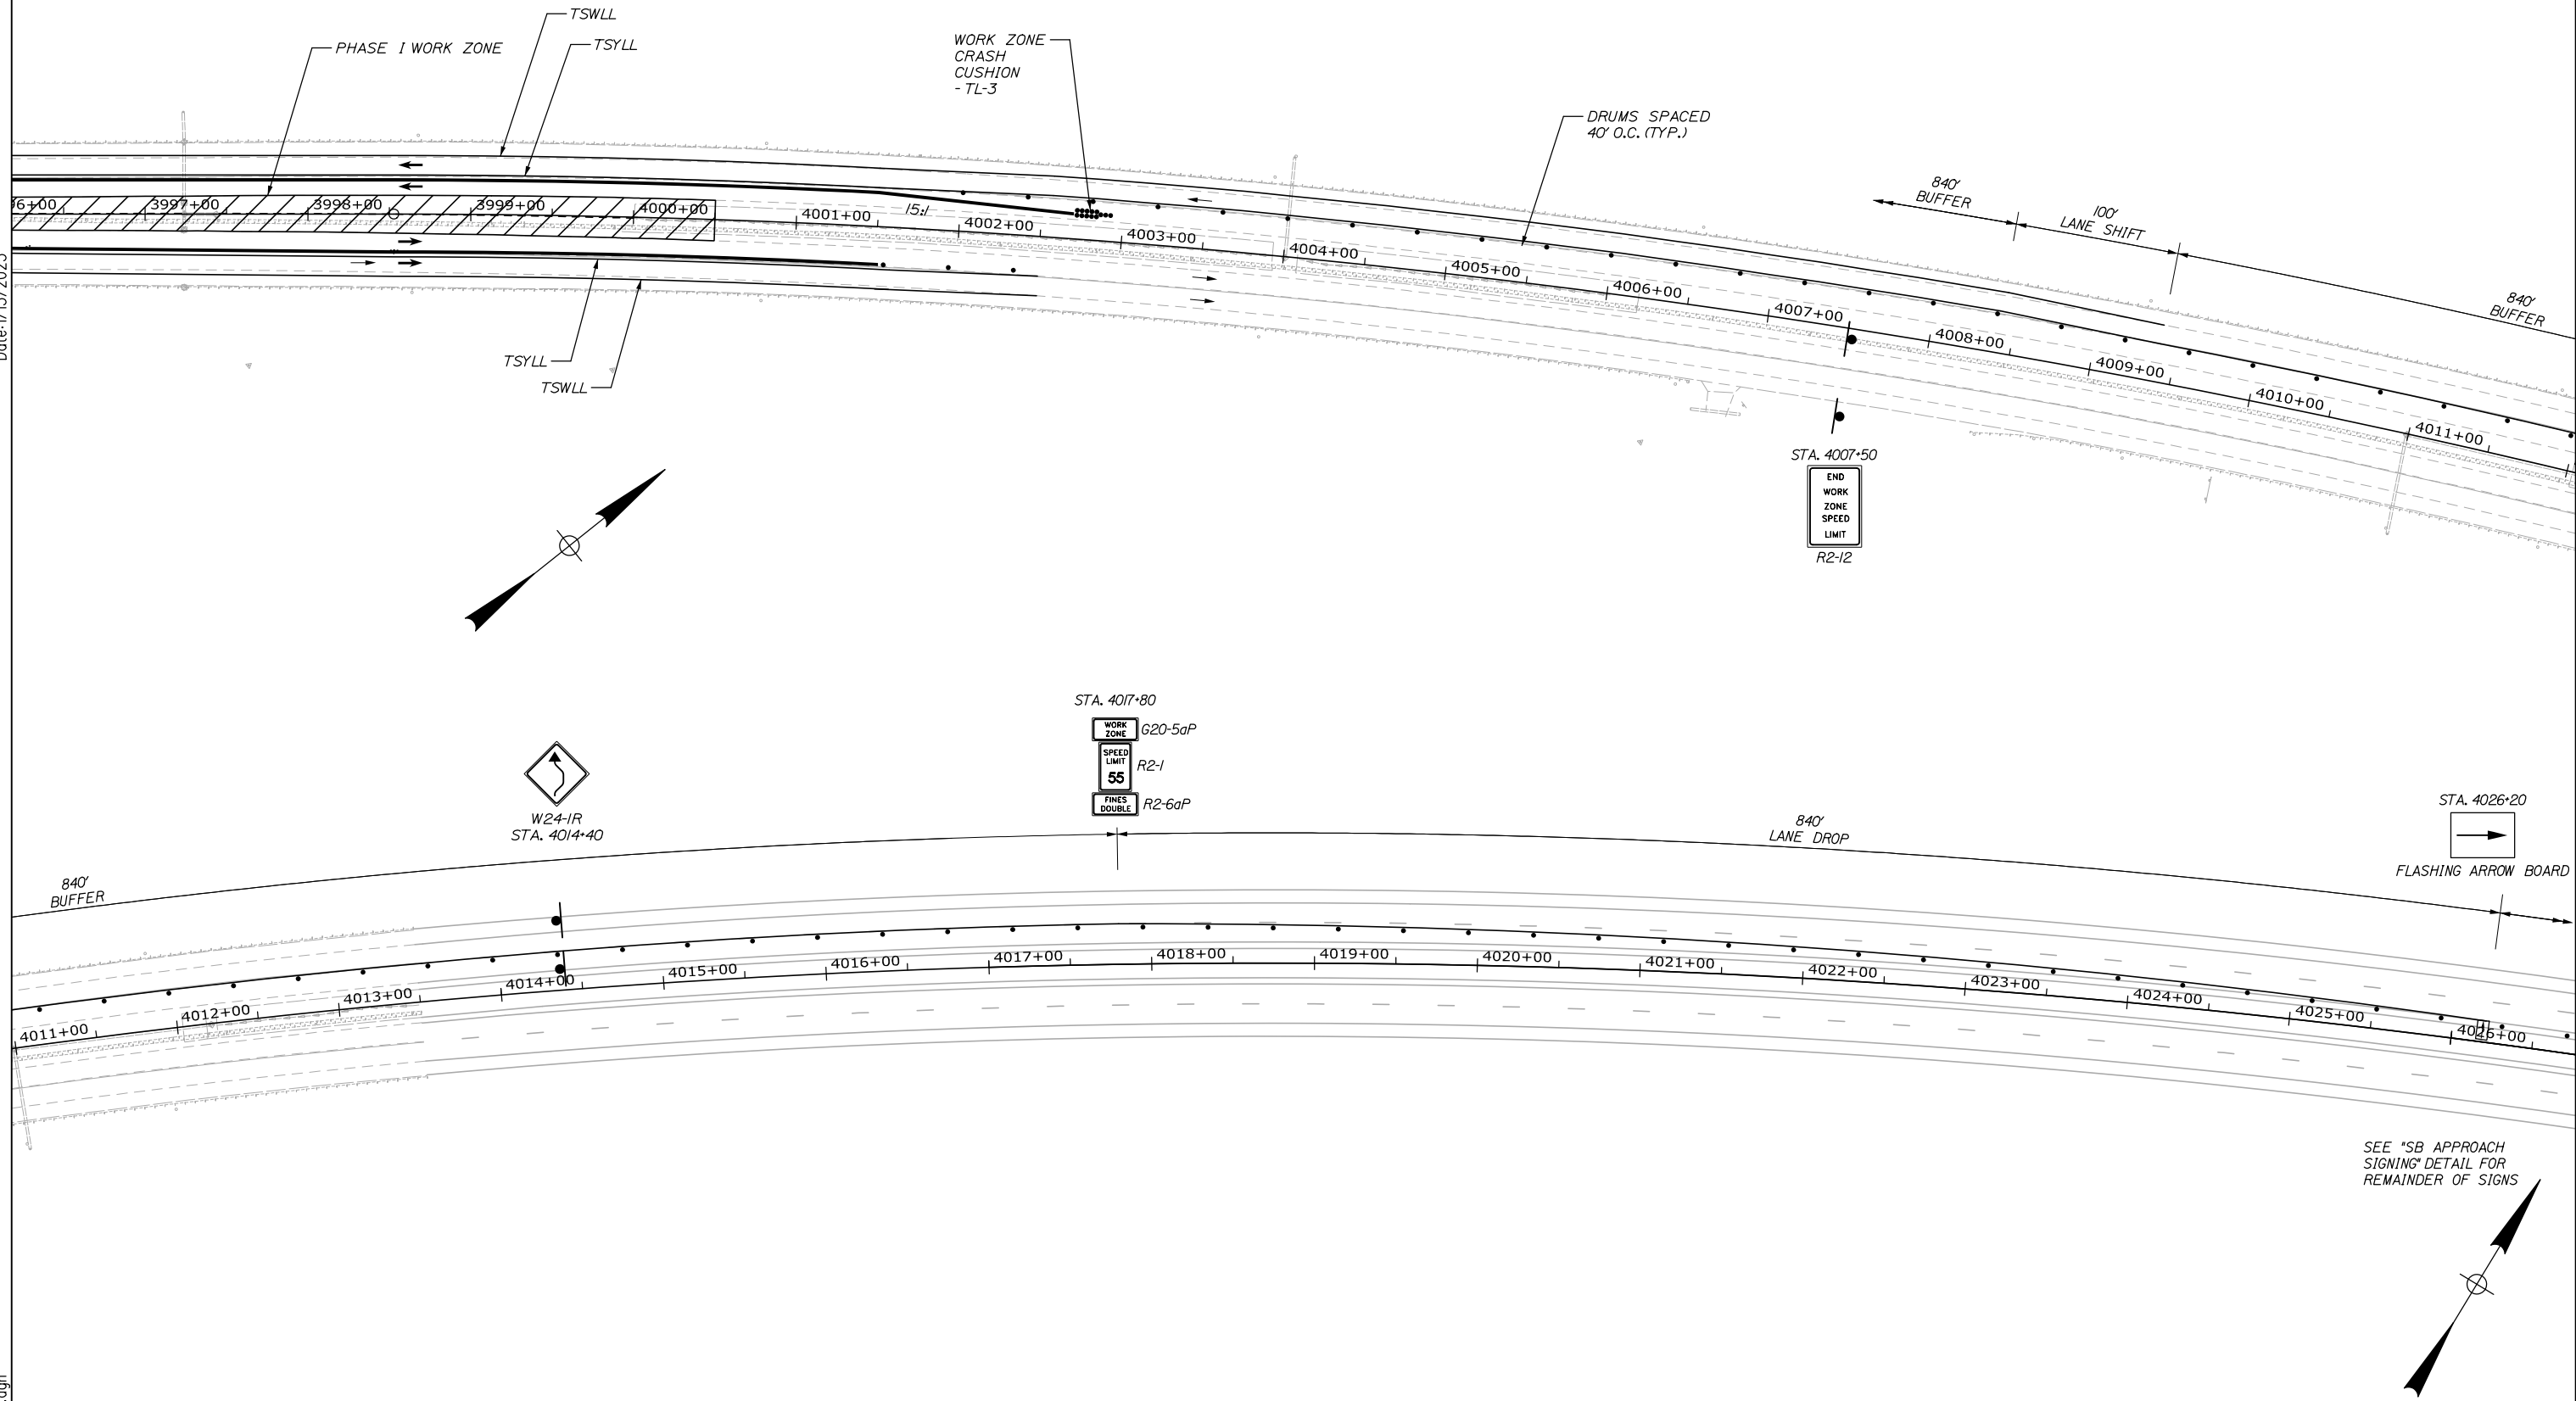 TSWLL
TSYLL
PHASE I WORK ZONE
WORK ZONE
CRASH
CUSHION
- TL-3
DRUMS SPACED
40' O.C. (TYP.)
840'
BUFFER
100'
LANE SHIFT
840'
BUFFER
96+00
3997+00
3998+00
3999+00
4000+00
4001+00
15:1
4002+00
4003+00
4004+00
4005+00
4006+00
4007+00
4008+00
4009+00
4010+00
4011+00
TSYLL
TSWLL
STA. 4007+50
END
WORK
ZONE
SPEED
LIMIT
R2-12
STA. 4017+80
WORK
ZONE
G20-5aP
SPEED
LIMIT
55
R2-1
FINES
DOUBLE
R2-6aP
W24-1R
STA. 4014+40
840'
LANE DROP
STA. 4026+20
FLASHING ARROW BOARD
840'
BUFFER
4011+00
4012+00
4013+00
4014+00
4015+00
4016+00
4017+00
4018+00
4019+00
4020+00
4021+00
4022+00
4023+00
4024+00
4025+00
4026+00
SEE "SB APPROACH
SIGNING" DETAIL FOR
REMAINDER OF SIGNS